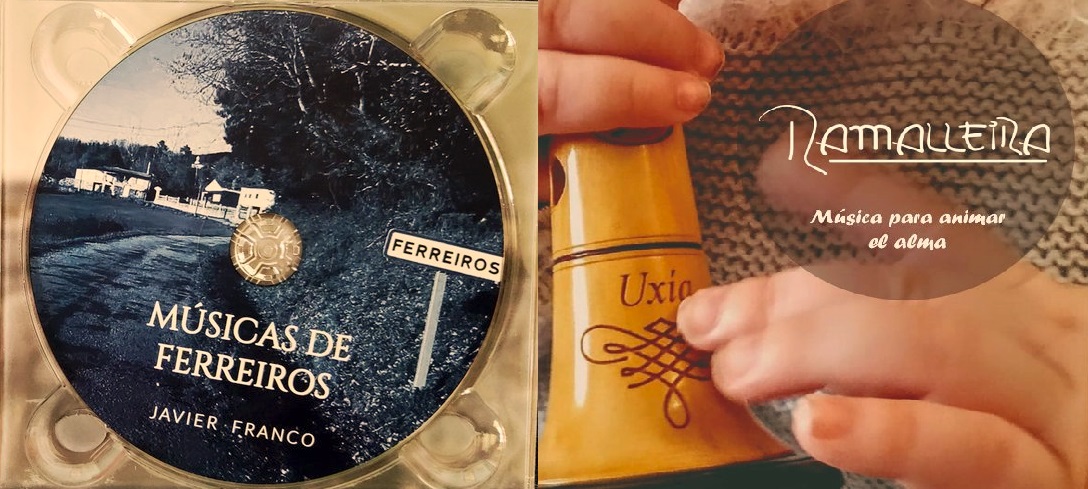 FERREIROS
MÚSICAS DE
FERREIROS
JAVIER FRANCO
RAMALLEIRA
Música para animar
el alma
Uxía